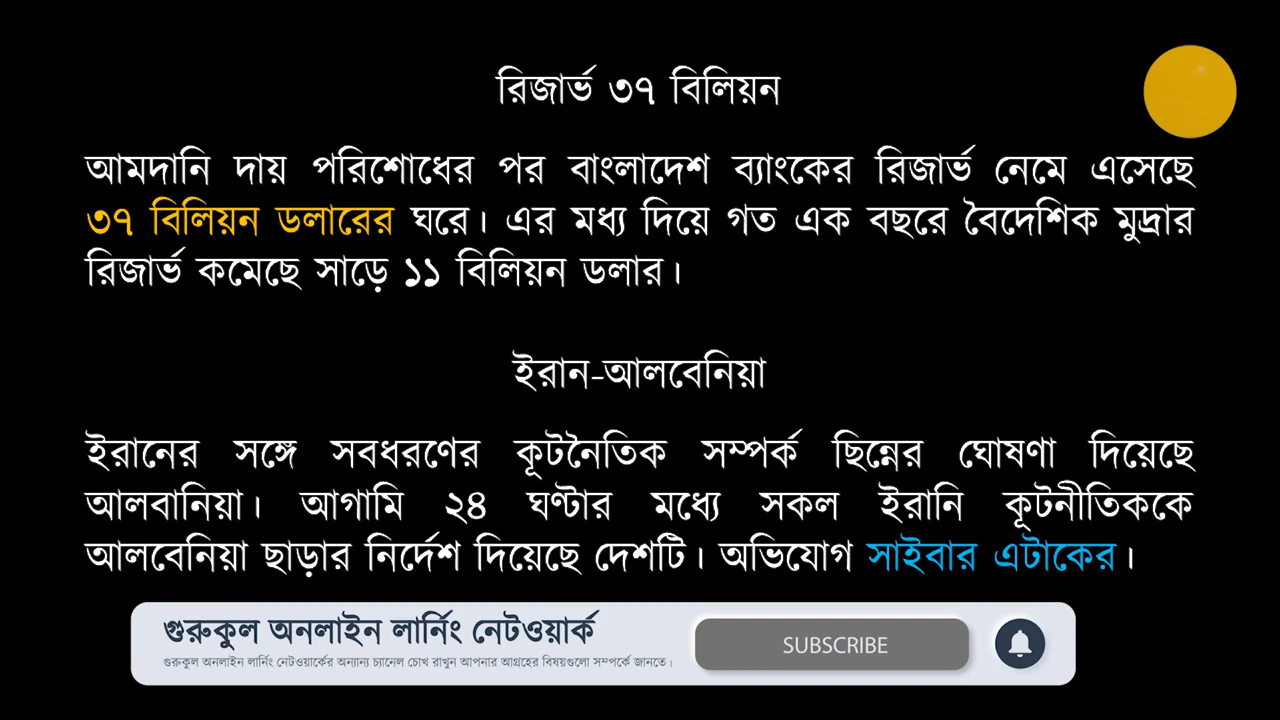 রিজার্ভ ৩৭ বিলিয়ন
আমদানি দায় পরিশোধের পর বাংলাদেশ ব্যাংকের রিজার্ভ নেমে এসেছে
৩৭ বিলিয়ন ডলারের ঘরে। এর মধ্য দিয়ে গত এক বছরে বৈদেশিক মুদ্রার
রিজার্ভ কমেছে সাড়ে ১১ বিলিয়ন ডলার।
ইরান-আলবেনিয়া
ইরানের সঙ্গে সবধরণের কূটনৈতিক সম্পর্ক ছিন্নের ঘোষণা দিয়েছে
আলবানিয়া। আগামি ২৪ ঘণ্টার মধ্যে সকল ইরানি কূটনীতিককে
আলবেনিয়া ছাড়ার নির্দেশ দিয়েছে দেশটি। অভিযোগ সাইবার এটাকের।
গুরুকুল অনলাইন লার্নিং নেটওয়ার্ক
গুরুকুল অনলাইন লার্নিং নেটওয়ার্কের অন্যান্য চ্যানেল চোখ রাখুন আপনার আগ্রহের বিষয়গুলো সম্পর্কে জানতে।
SUBSCRIBE